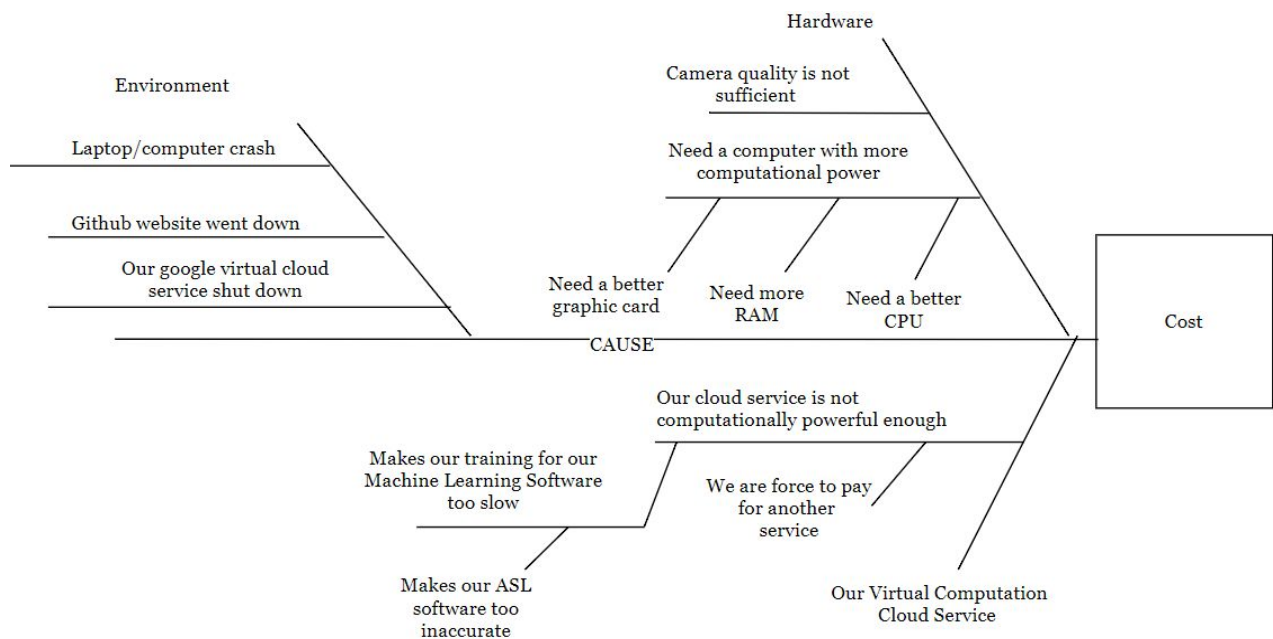 Hardware
Environment
Camera quality is not
sufficient
Laptop/computer crash
Need a computer with more
computational power
Github website went down
Our google virtual cloud
service shut down
Need a better
graphic card
Need more
RAM
Need a better
CPU
Cost
CAUSE
Our cloud service is not
computationally powerful enough
Makes our training for our
Machine Learning Software
too slow
We are force to pay
for another
service
Makes our ASL
software too
inaccurate
Our Virtual Computation
Cloud Service